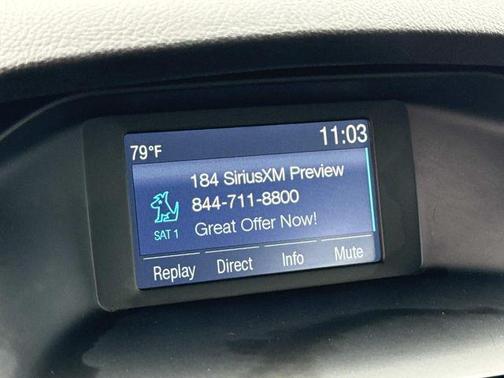 79°F 11:03
184 SiriusXM Preview
844-711-8800
SAT 1 Great Offer Now!
Replay Direct Info Mute